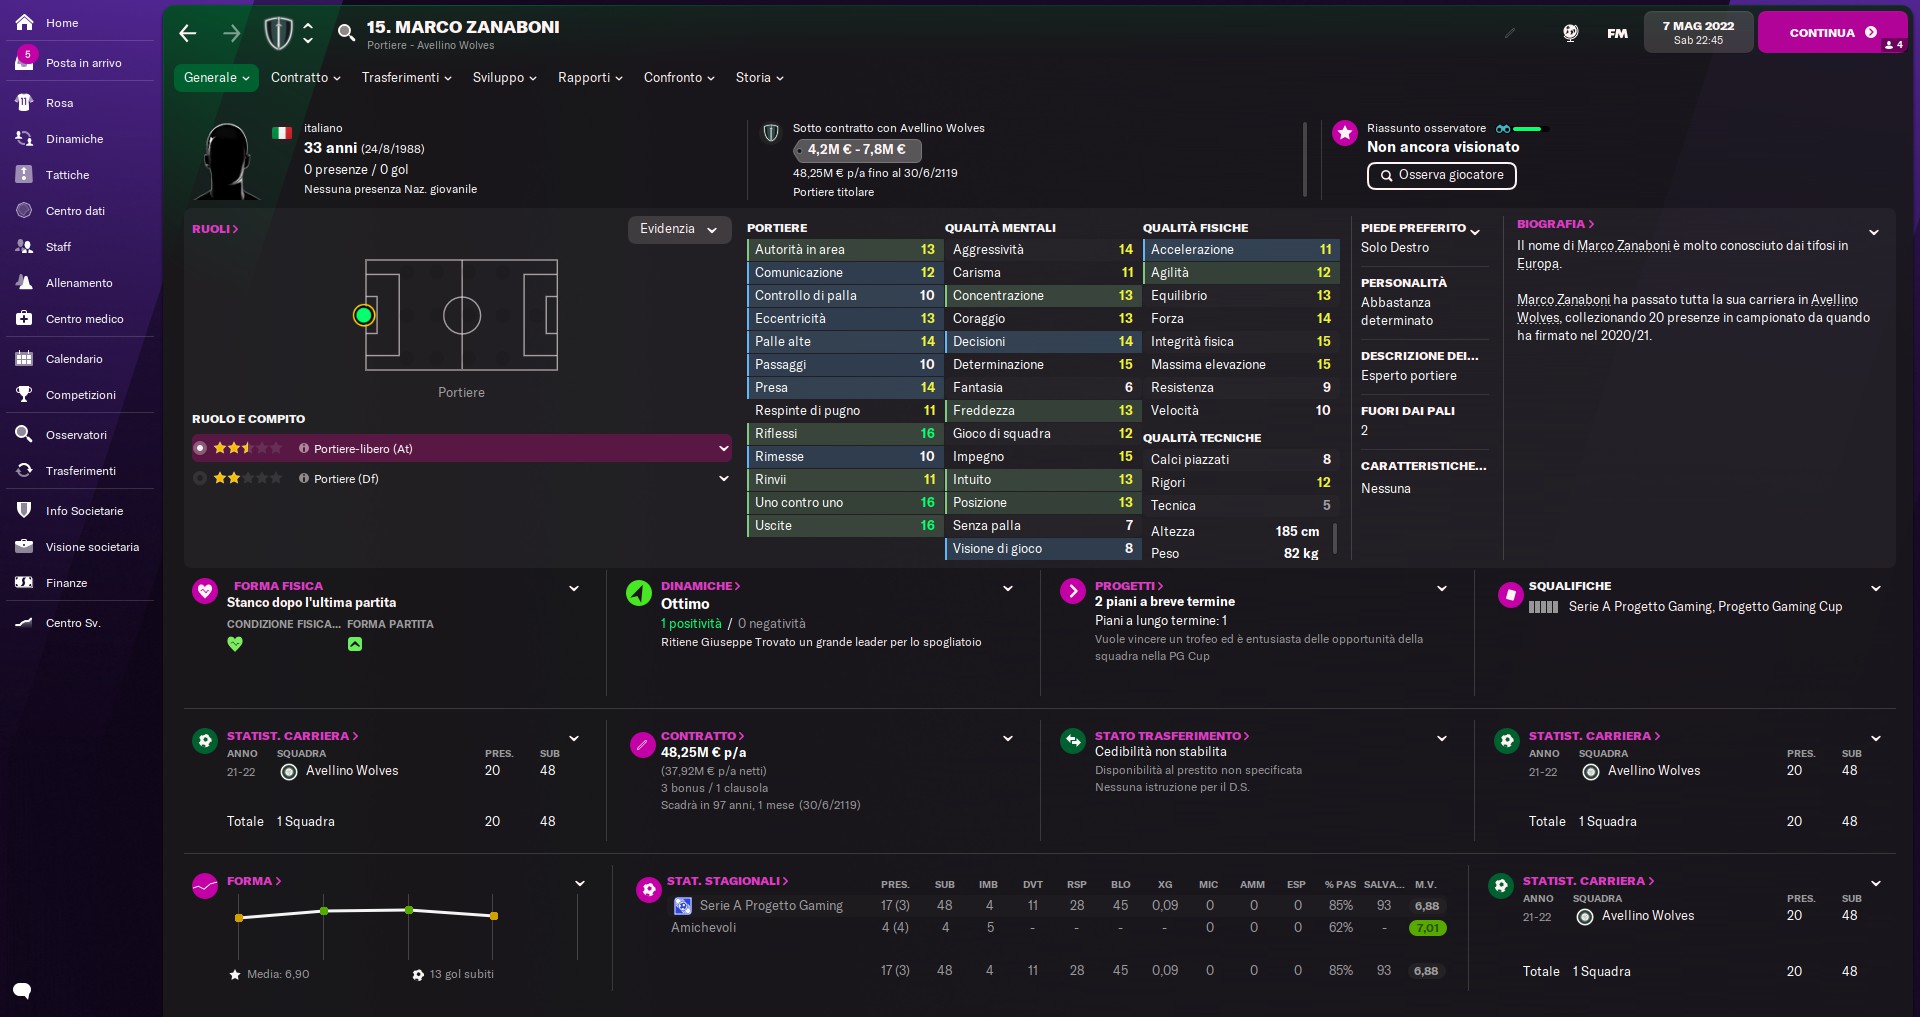 Home
5
Posta in arrivo
Rosa
Dinamiche
Tattiche
Centro dati
Staff
Allenamento
Centro medico
Calendario
Competizioni
Osservatori
Trasferimenti
Info Societarie
Visione societaria
Finanze
Centro Sv.
15. MARCO ZANABONI
Portiere - Avellino Wolves
FM
7 MAG 2022
Sab 22:45
CONTINUA
4
Generale Contratto Trasferimenti Sviluppo Rapporti Confronto Storia
italiano
33 anni (24/8/1988)
0 presenze / 0 gol
Nessuna presenza Naz. giovanile
Sotto contratto con Avellino Wolves
4,2M € - 7,8M €
48,25M € p/a fino al 30/6/2119
Portiere titolare
Riassunto osservatore
Non ancora visionato
Osserva giocatore
RUOLI >
Evidenzia
Portiere
RUOLO E COMPITO
Portiere-libero (At)
Portiere (Df)
PORTIERE
Autorità in area 13
Comunicazione 12
Controllo di palla 10
Eccentricità 13
Palle alte 14
Passaggi 10
Presa 14
Respinte di pugno 11
Riflessi 16
Rimesse 10
Rinvii 11
Uno contro uno 16
Uscite 16
QUALITÀ MENTALI
Aggressività 14
Carisma 11
Concentrazione 13
Coraggio 13
Decisioni 14
Determinazione 15
Fantasia 6
Freddezza 13
Gioco di squadra 12
Impegno 15
Intuito 13
Posizione 13
Senza palla 7
Visione di gioco 8
QUALITÀ FISICHE
Accelerazione 11
Agilità 12
Equilibrio 13
Forza 14
Integrità fisica 15
Massima elevazione 15
Resistenza 9
Velocità 10
QUALITÀ TECNICHE
Calci piazzati 8
Rigori 12
Tecnica 5
Altezza 185 cm
Peso 82 kg
PIEDE PREFERITO
Solo Destro
PERSONALITÀ
Abbastanza
determinato
DESCRIZIONE DEI...
Esperto portiere
FUORI DAI PALI
2
CARATTERISTICHE...
Nessuna
BIOGRAFIA >
Il nome di Marco Zanaboni è molto conosciuto dai tifosi in
Europa.
Marco Zanaboni ha passato tutta la sua carriera in Avellino
Wolves, collezionando 20 presenze in campionato da quando
ha firmato nel 2020/21.
FORMA FISICA
Stanco dopo l'ultima partita
CONDIZIONE FISICA... FORMA PARTITA
DINAMICHE >
Ottimo
1 positività / 0 negatività
Ritiene Giuseppe Trovato un grande leader per lo spogliatoio
PROGETTI >
2 piani a breve termine
Piani a lungo termine: 1
Vuole vincere un trofeo ed è entusiasta delle opportunità della
squadra nella PG Cup
SQUALIFICHE
Serie A Progetto Gaming, Progetto Gaming Cup
STATIST. CARRIERA >
ANNO SQUADRA PRES. SUB
21-22 Avellino Wolves 20 48
Totale 1 Squadra 20 48
CONTRATTO >
48,25M € p/a
(37,92M € p/a netti)
3 bonus / 1 clausola
Scadrà in 97 anni, 1 mese (30/6/2119)
STATO TRASFERIMENTO >
Cedibilità non stabilita
Disponibilità al prestito non specificata
Nessuna istruzione per il D.S.
STATIST. CARRIERA >
ANNO SQUADRA PRES. SUB
21-22 Avellino Wolves 20 48
Totale 1 Squadra 20 48
FORMA >
Media: 6,90 13 gol subiti
STAT. STAGIONALI > PRES. SUB IMB DVT RSP BLO XG MIC AMM ESP % PAS SALVA... M.V.
Serie A Progetto Gaming 17 (3) 48 4 11 28 45 0,09 0 0 0 85% 93 6,88
Amichevoli 4 (4) 4 5 - - - - 0 0 0 62% - 7,01
17 (3) 48 4 11 28 45 0,09 0 0 0 85% 93 6,88
STATIST. CARRIERA >
ANNO SQUADRA PRES. SUB
21-22 Avellino Wolves 20 48
Totale 1 Squadra 20 48